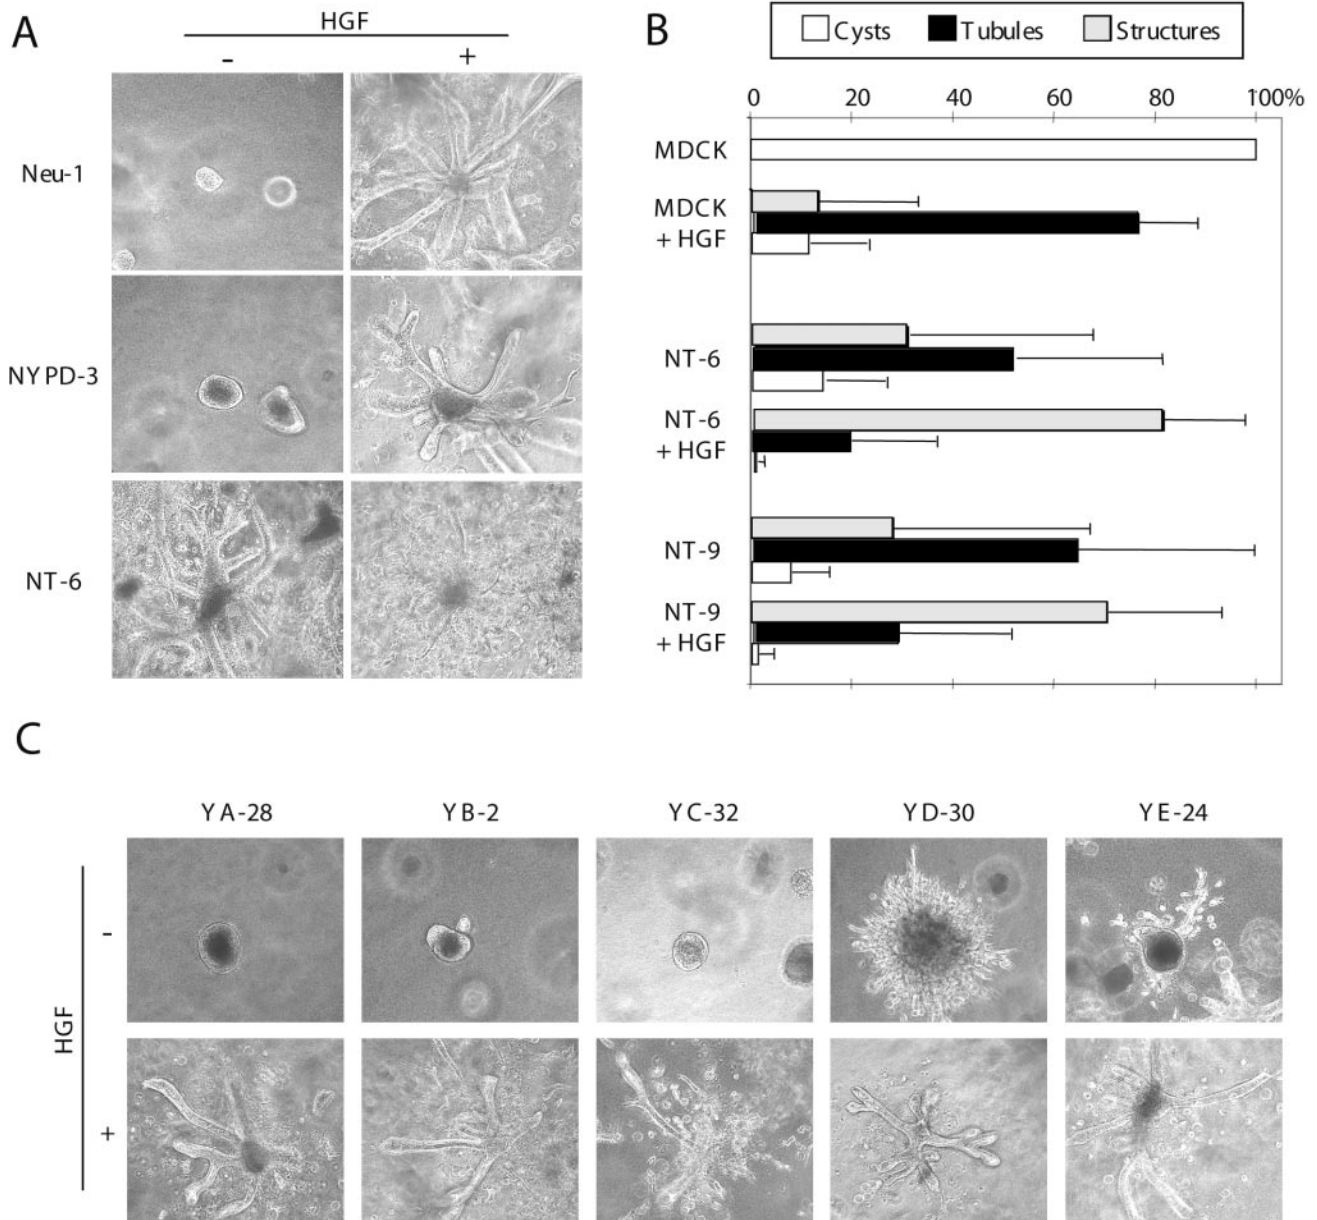 A
HGF
-
+
Neu-1
NYPD-3
NT-6
B
Cysts
Tubules
Structures
0 20 40 60 80 100%
MDCK
MDCK
+ HGF
NT-6
NT-6
+ HGF
NT-9
NT-9
+ HGF
C
YA-28 YB-2 YC-32 YD-30 YE-24
HGF
-
+